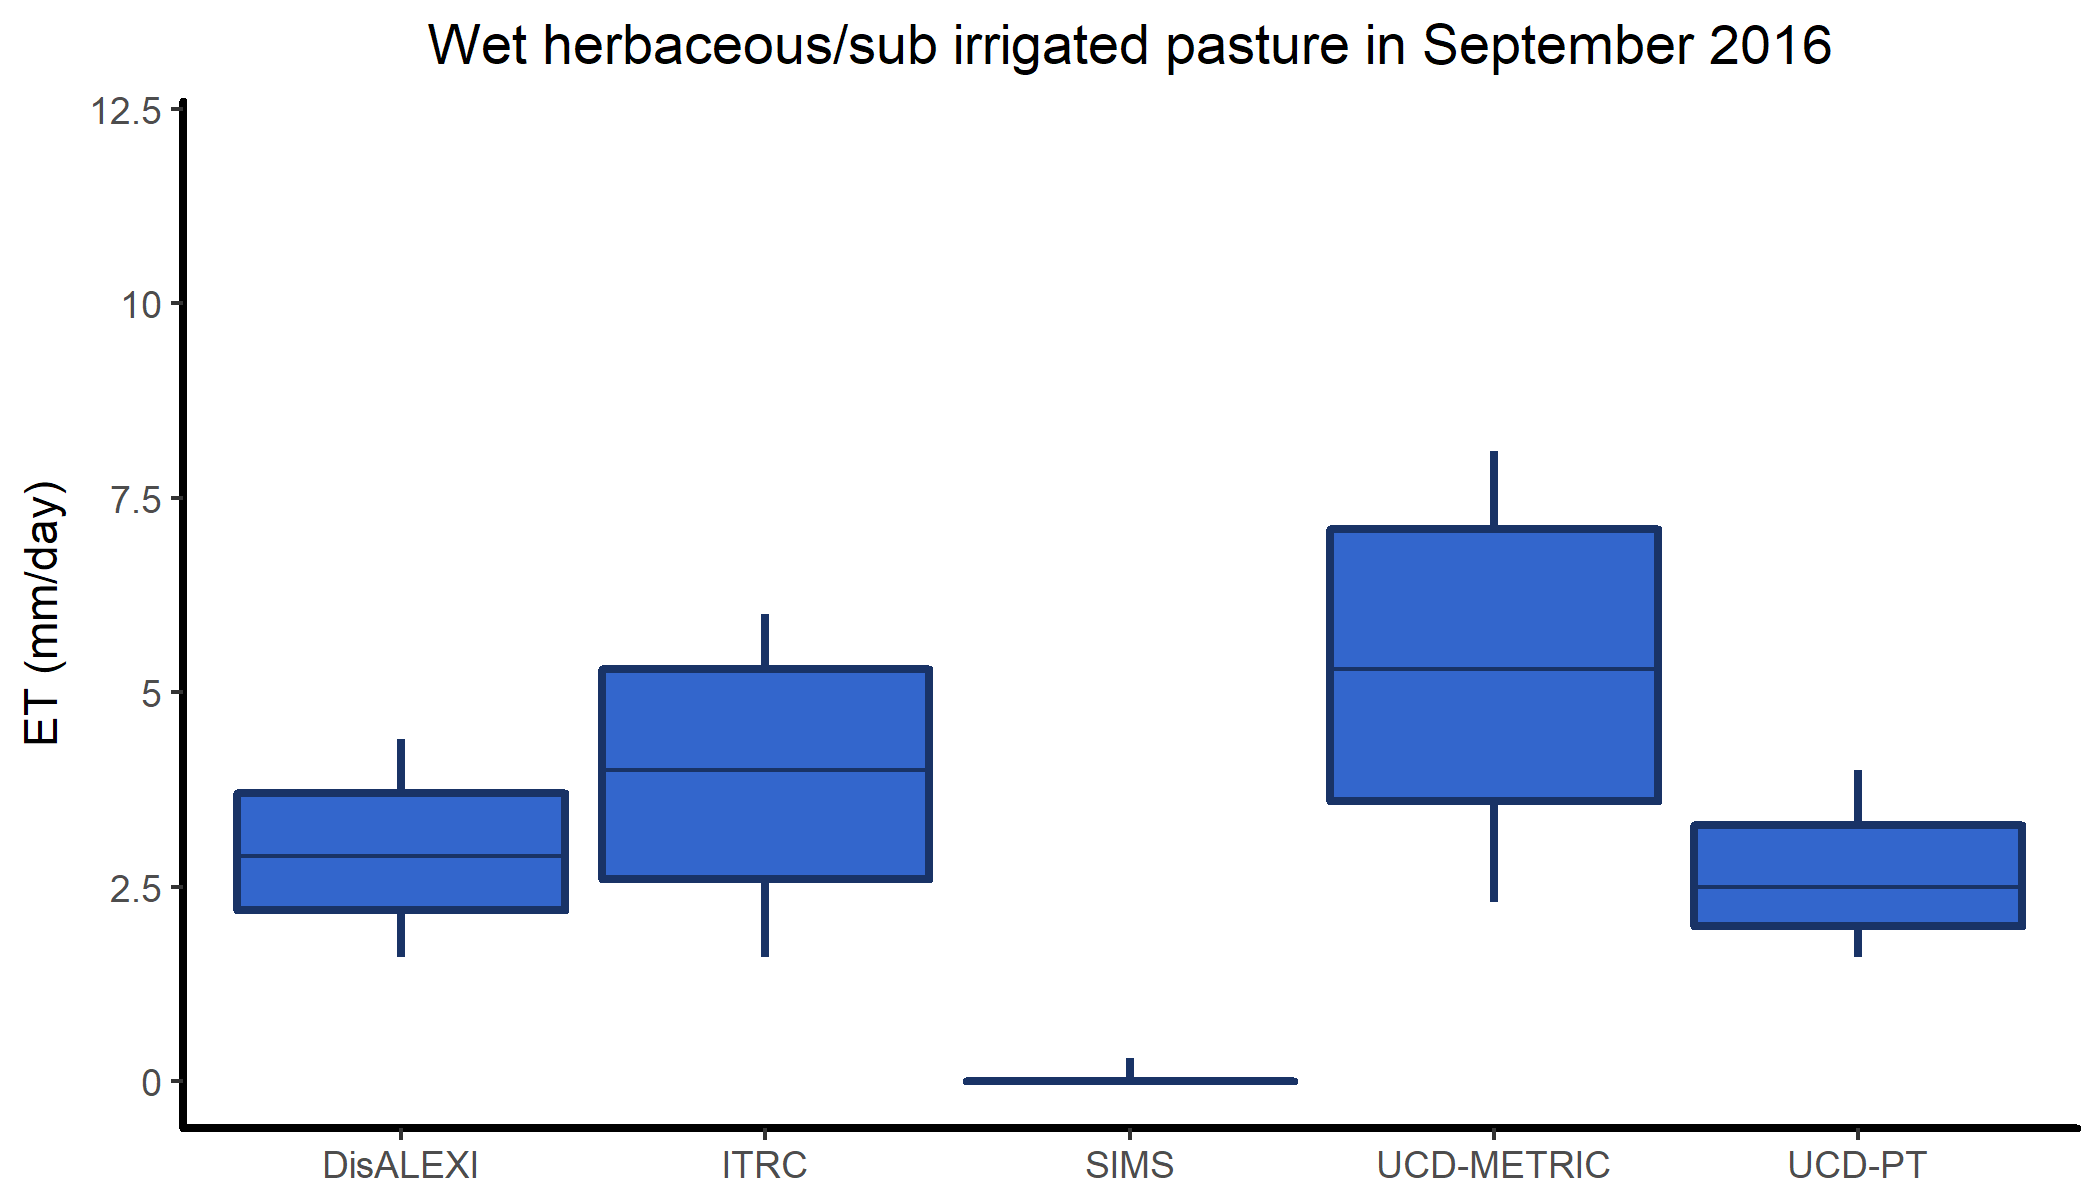 Wet herbaceous/sub irrigated pasture in September 2016
12.5
10
7.5
5
2.5
0
ET (mm/day)
DisALEXI
ITRC
SIMS
UCD-METRIC
UCD-PT